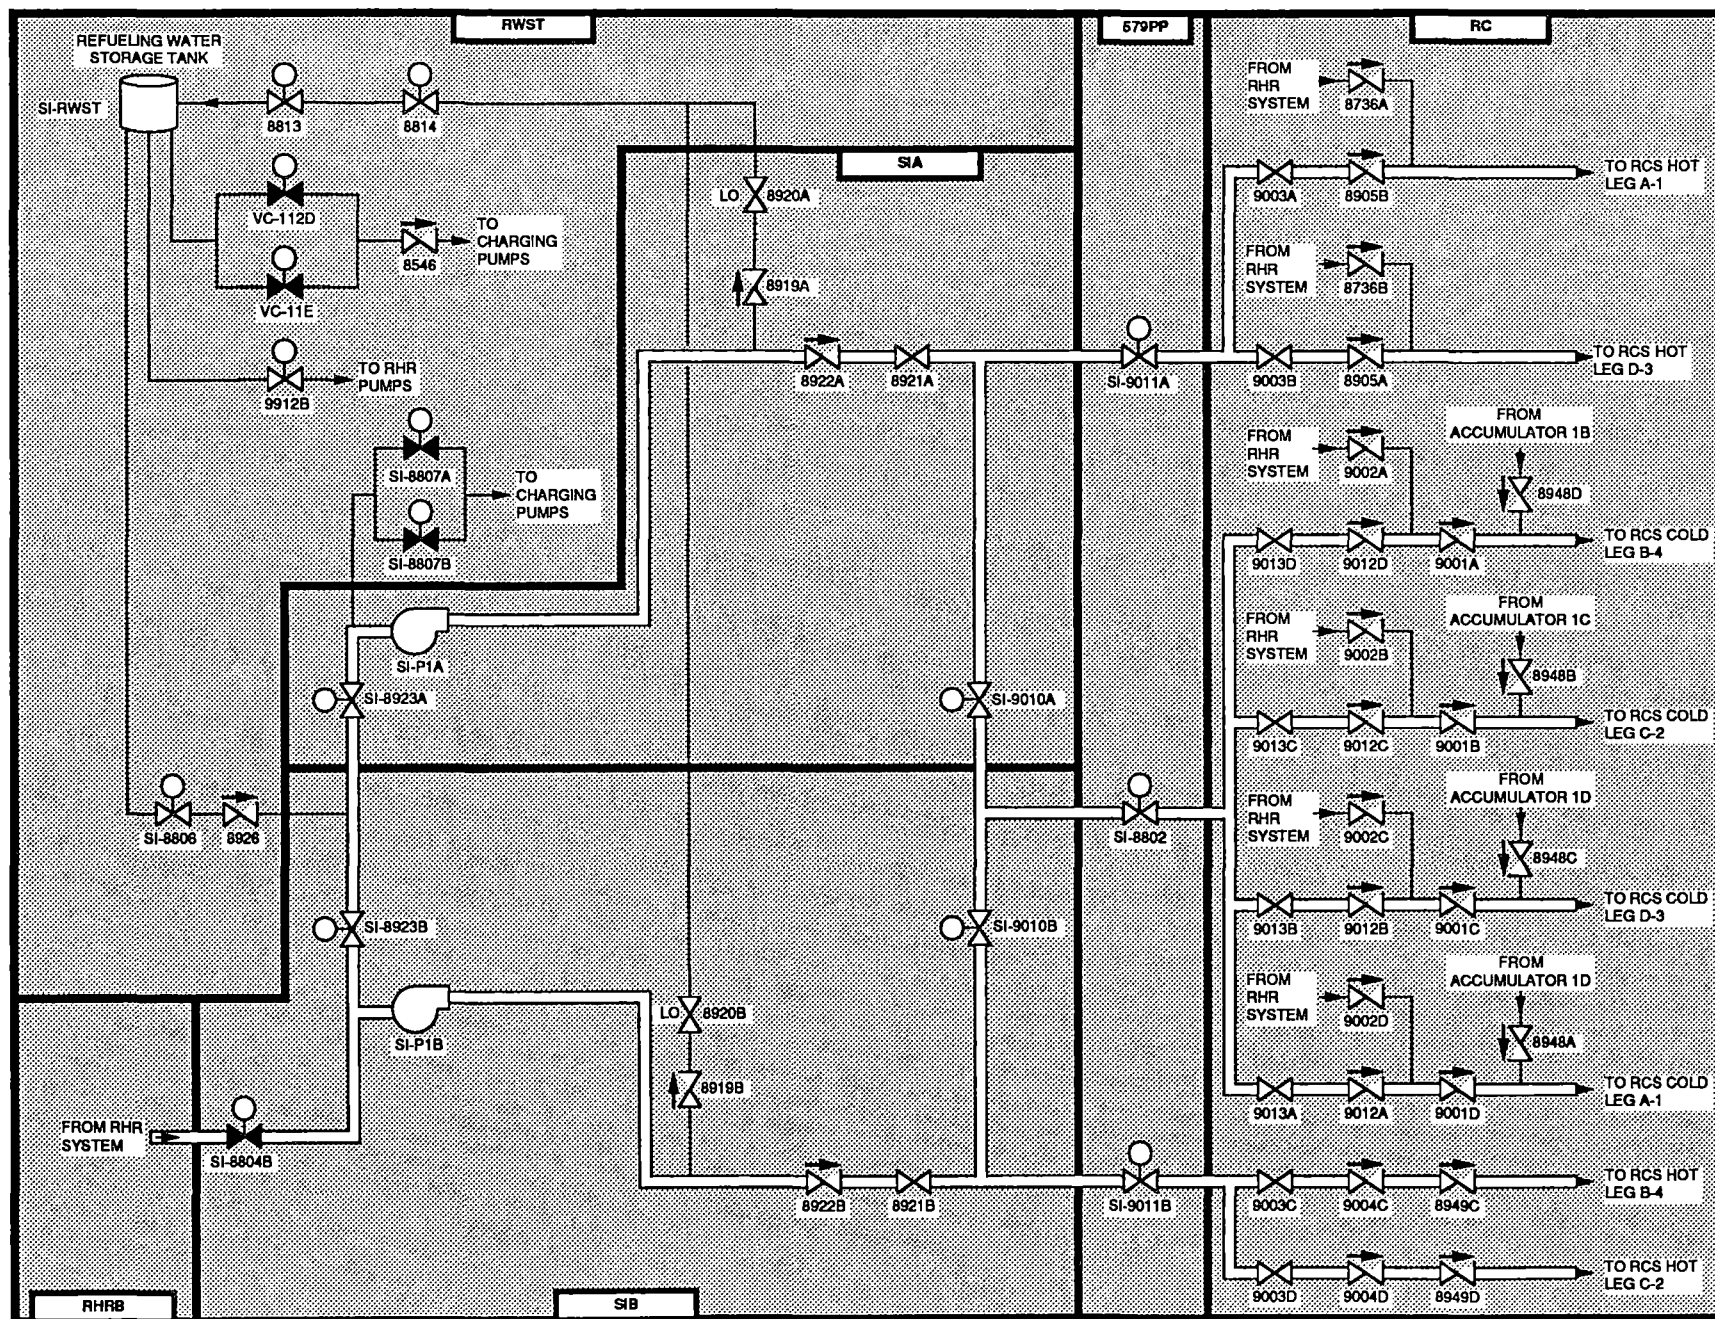 RWST
579PP
RC
REFUELING WATER
STORAGE TANK
SI-RWST
8813
8814
VC-112D
VC-11E
8546
TO
CHARGING
PUMPS
9912B
TO RHR
PUMPS
SI-8807A
SI-8807B
TO
CHARGING
PUMPS
SIA
LO
8920A
8919A
8922A
8921A
SI-P1A
SI-8923A
SI-9010A
SI-8806
8926
SI-8923B
SI-9010B
SI-P1B
LO
8920B
8919B
FROM RHR
SYSTEM
SI-8804B
8922B
8921B
RHRB
SIB
SI-9011A
SI-8802
SI-9011B
FROM
RHR
SYSTEM
8736A
9003A
8905B
TO RCS HOT
LEG A-1
FROM
RHR
SYSTEM
8736B
9003B
8905A
TO RCS HOT
LEG D-3
FROM
RHR
SYSTEM
9002A
FROM
ACCUMULATOR 1B
8948D
9013D
9012D
9001A
TO RCS COLD
LEG B-4
FROM
RHR
SYSTEM
9002B
FROM
ACCUMULATOR 1C
8948B
9013C
9012C
9001B
TO RCS COLD
LEG C-2
FROM
RHR
SYSTEM
9002C
FROM
ACCUMULATOR 1D
8948C
9013B
9012B
9001C
TO RCS COLD
LEG D-3
FROM
RHR
SYSTEM
9002D
FROM
ACCUMULATOR 1D
8948A
9013A
9012A
9001D
TO RCS COLD
LEG A-1
9003C
9004C
8949C
TO RCS HOT
LEG B-4
9003D
9004D
8949D
TO RCS HOT
LEG C-2